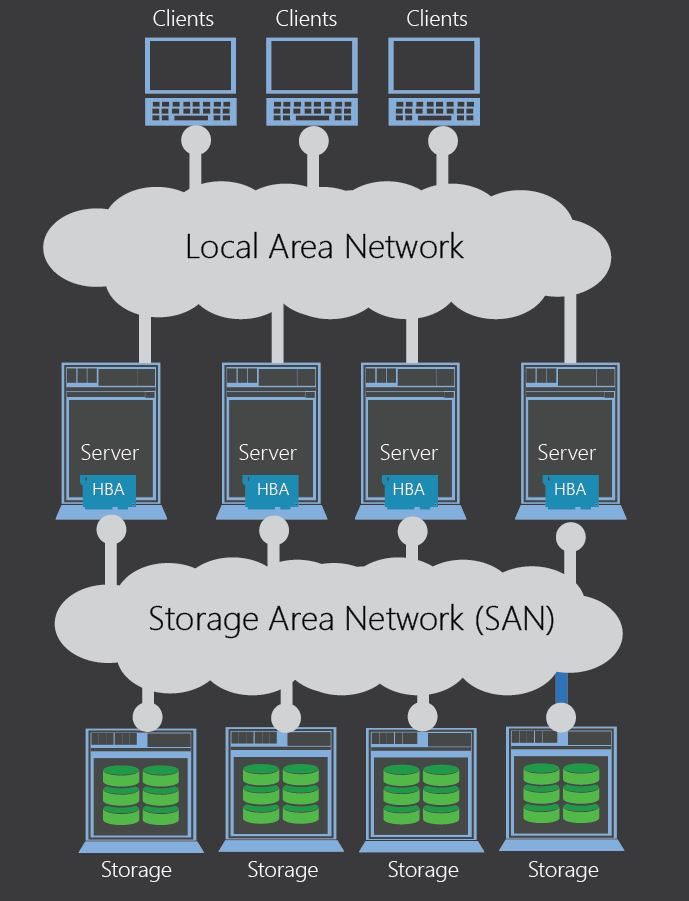 Clients Clients Clients
Local Area Network
Server Server Server Server
HBA HBA HBA HBA
Storage Area Network (SAN)
Storage Storage Storage Storage